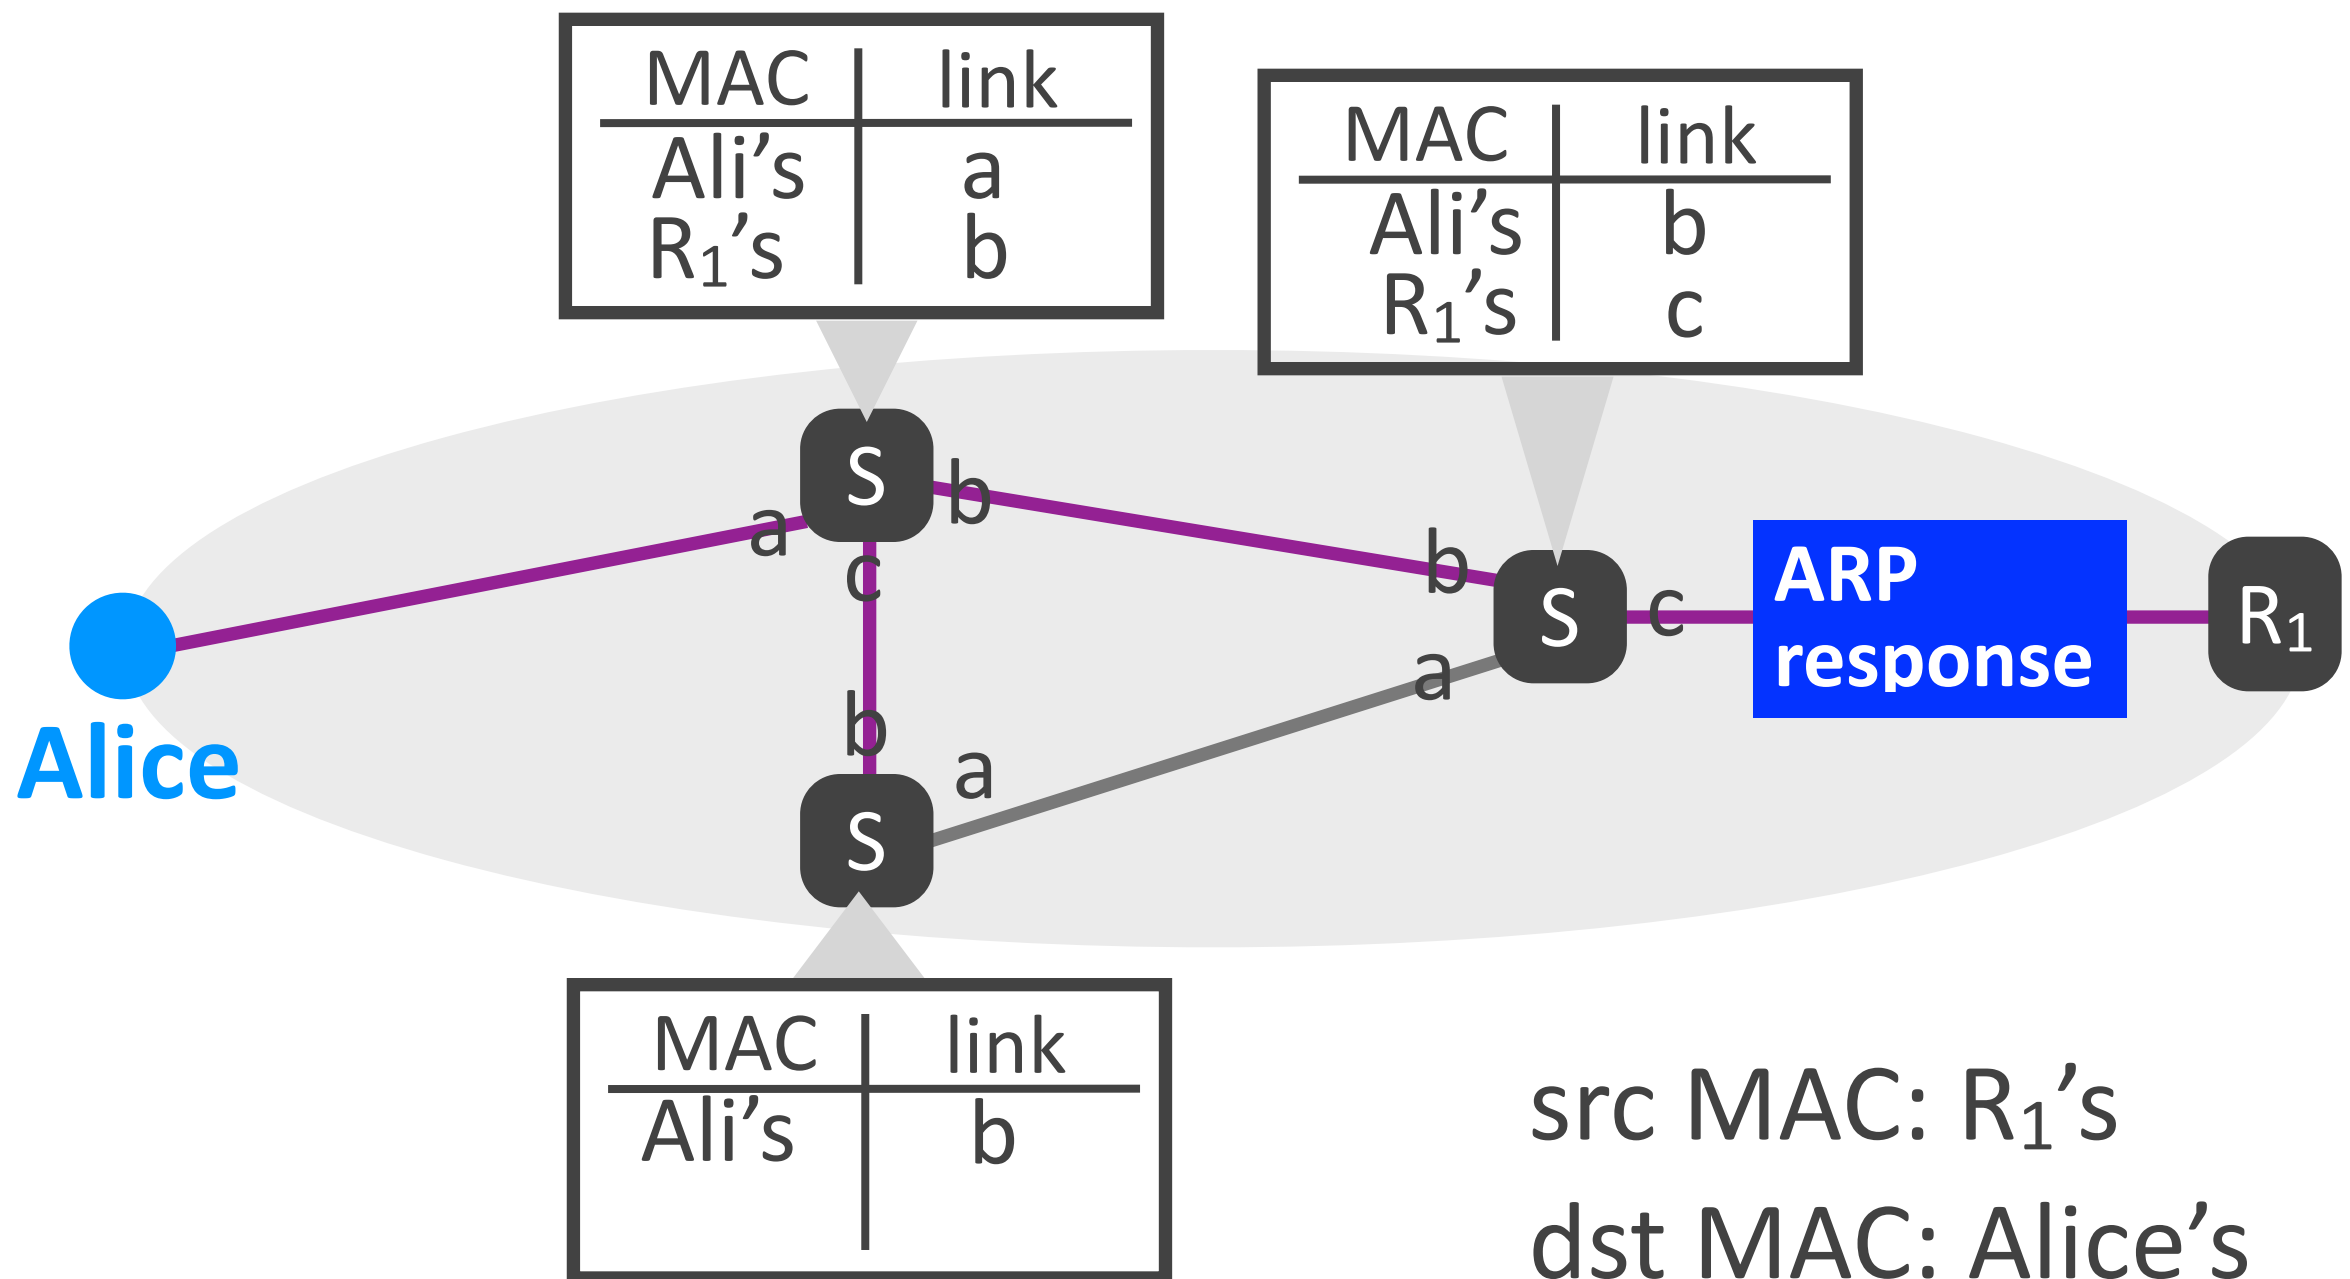 MAC link
Ali’s a
R₁’s b
MAC link
Ali’s b
R₁’s c
S
b
a
c
b
S
c
a
ARP
response
R₁
Alice
b
a
S
MAC link
Ali’s b
src MAC: R₁’s
dst MAC: Alice’s